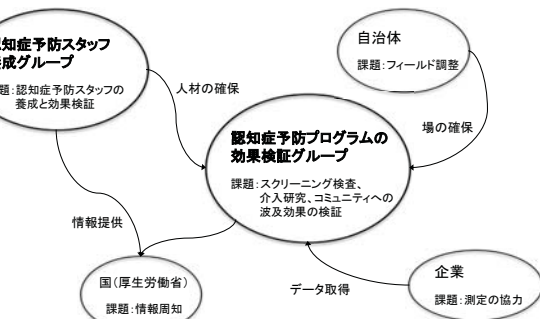 知症予防スタッフ
成グループ
題：認知症予防スタッフの
養成と効果検証
自治体
課題：フィールド調整
人材の確保
場の確保
認知症予防プログラムの
効果検証グループ
課題：スクリーニング検査、
介入研究、コミュニティへの
波及効果の検証
情報提供
国（厚生労働省）
課題：情報周知
データ取得
企業
課題：測定の協力